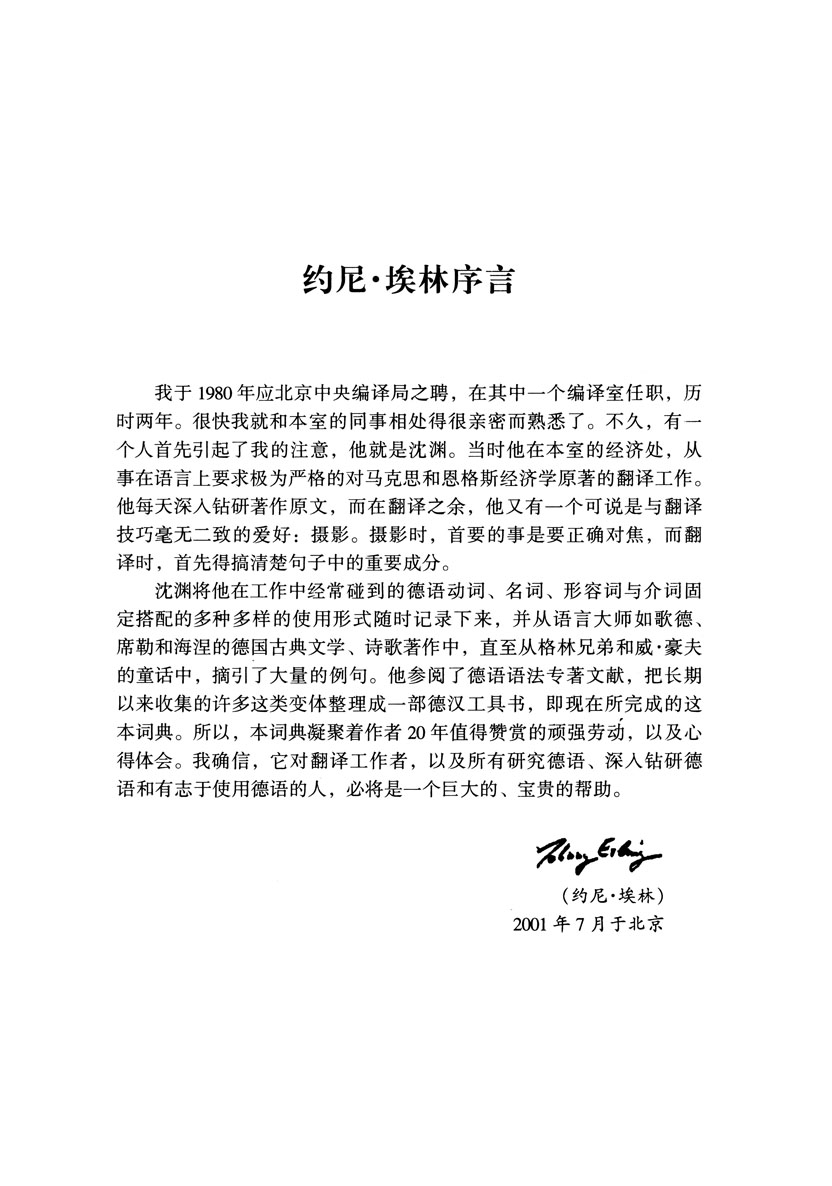 约尼·埃林序言
我于1980年应北京中央编译局之聘，在其中一个编译室任职，历
时两年。很快我就和本室的同事相处得很亲密而熟悉了。不久，有一
个人首先引起了我的注意，他就是沈渊。当时他在本室的经济处，从
事在语言上要求极为严格的对马克思和恩格斯经济学原著的翻译工作。
他每天深入钻研著作原文，而在翻译之余，他又有一个可说是与翻译
技巧毫无二致的爱好：摄影。摄影时，首要的事是要正确对焦，而翻
译时，首先得搞清楚句子中的重要成分。
沈渊将他在工作中经常碰到的德语动词、名词、形容词与介词固
定搭配的多种多样的使用形式随时记录下来，并从语言大师如歌德、
席勒和海涅的德国古典文学、诗歌著作中，直至从格林兄弟和威·豪夫
的童话中，摘引了大量的例句。他参阅了德语语法专著文献，把长期
以来收集的许多这类变体整理成一部德汉工具书，即现在所完成的这
本词典。所以，本词典凝聚着作者20年值得赞赏的顽强劳动，以及心
得体会。我确信，它对翻译工作者，以及所有研究德语、深入钻研德
语和有志于使用德语的人，必将是一个巨大的、宝贵的帮助。
（约尼·埃林）
2001年7月于北京